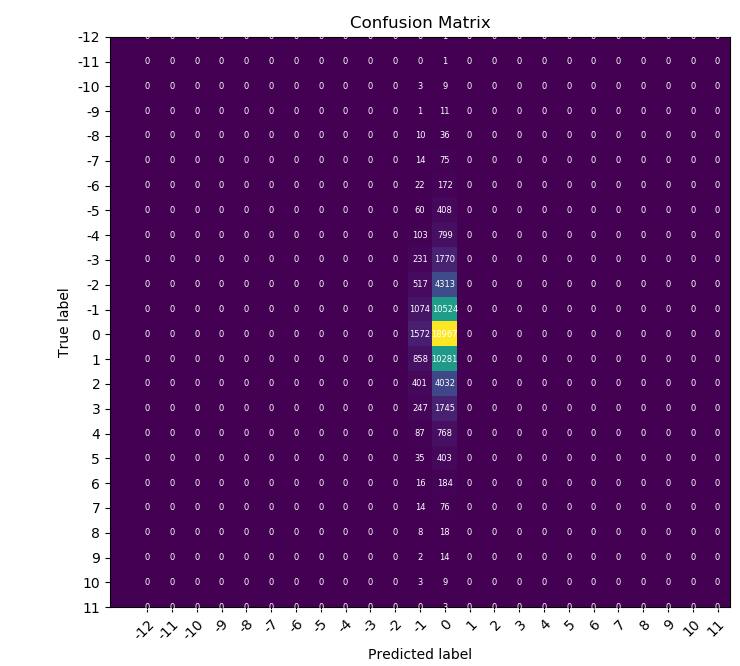 Confusion Matrix
True label
-12
-11 0 0 0 0 0 0 0 0 0 0 0 0 1 0 0 0 0 0 0 0 0 0 0 0
-10 0 0 0 0 0 0 0 0 0 0 0 3 9 0 0 0 0 0 0 0 0 0 0 0
-9 0 0 0 0 0 0 0 0 0 0 0 1 11 0 0 0 0 0 0 0 0 0 0 0
-8 0 0 0 0 0 0 0 0 0 0 0 10 36 0 0 0 0 0 0 0 0 0 0 0
-7 0 0 0 0 0 0 0 0 0 0 0 14 75 0 0 0 0 0 0 0 0 0 0 0
-6 0 0 0 0 0 0 0 0 0 0 0 22 172 0 0 0 0 0 0 0 0 0 0 0
-5 0 0 0 0 0 0 0 0 0 0 0 60 408 0 0 0 0 0 0 0 0 0 0 0
-4 0 0 0 0 0 0 0 0 0 0 0 103 799 0 0 0 0 0 0 0 0 0 0 0
-3 0 0 0 0 0 0 0 0 0 0 0 231 1770 0 0 0 0 0 0 0 0 0 0 0
-2 0 0 0 0 0 0 0 0 0 0 0 517 4313 0 0 0 0 0 0 0 0 0 0 0
-1 0 0 0 0 0 0 0 0 0 0 0 1074 10524 0 0 0 0 0 0 0 0 0 0 0
0 0 0 0 0 0 0 0 0 0 0 0 1572 18967 0 0 0 0 0 0 0 0 0 0 0
1 0 0 0 0 0 0 0 0 0 0 0 858 10281 0 0 0 0 0 0 0 0 0 0 0
2 0 0 0 0 0 0 0 0 0 0 0 401 4032 0 0 0 0 0 0 0 0 0 0 0
3 0 0 0 0 0 0 0 0 0 0 0 247 1745 0 0 0 0 0 0 0 0 0 0 0
4 0 0 0 0 0 0 0 0 0 0 0 87 768 0 0 0 0 0 0 0 0 0 0 0
5 0 0 0 0 0 0 0 0 0 0 0 35 403 0 0 0 0 0 0 0 0 0 0 0
6 0 0 0 0 0 0 0 0 0 0 0 16 184 0 0 0 0 0 0 0 0 0 0 0
7 0 0 0 0 0 0 0 0 0 0 0 14 76 0 0 0 0 0 0 0 0 0 0 0
8 0 0 0 0 0 0 0 0 0 0 0 8 18 0 0 0 0 0 0 0 0 0 0 0
9 0 0 0 0 0 0 0 0 0 0 0 2 14 0 0 0 0 0 0 0 0 0 0 0
10 0 0 0 0 0 0 0 0 0 0 0 3 9 0 0 0 0 0 0 0 0 0 0 0
11 0 0 0 0 0 0 0 0 0 0 0 0 3 0 0 0 0 0 0 0 0 0 0 0
-12 -11 -10 -9 -8 -7 -6 -5 -4 -3 -2 -1 0 1 2 3 4 5 6 7 8 9 10 11
Predicted label